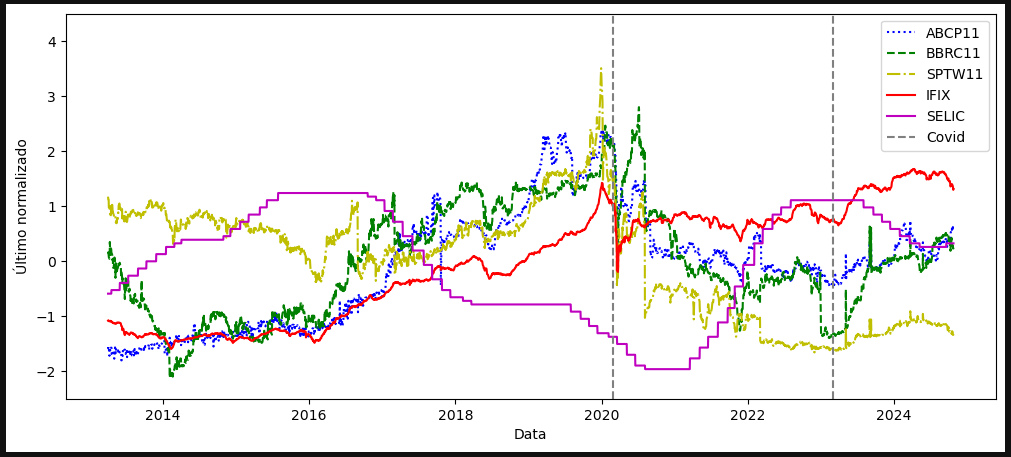 ABCP11
BBRC11
SPTW11
IFIX
SELIC
Covid
Último normalizado
4
3
2
1
0
−1
−2
2014
2016
2018
2020
2022
2024
Data